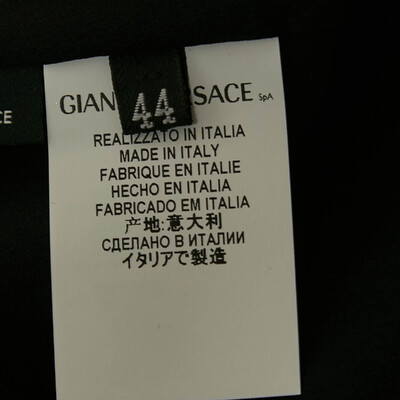 CE
44
GIAN SACE SpA
REALIZZATO IN ITALIA
MADE IN ITALY
FABRIQUE EN ITALIE
HECHO EN ITALIA
FABRICADO EM ITALIA
产地:意大利
СДЕЛАНО В ИТАЛИИ
イタリアで製造